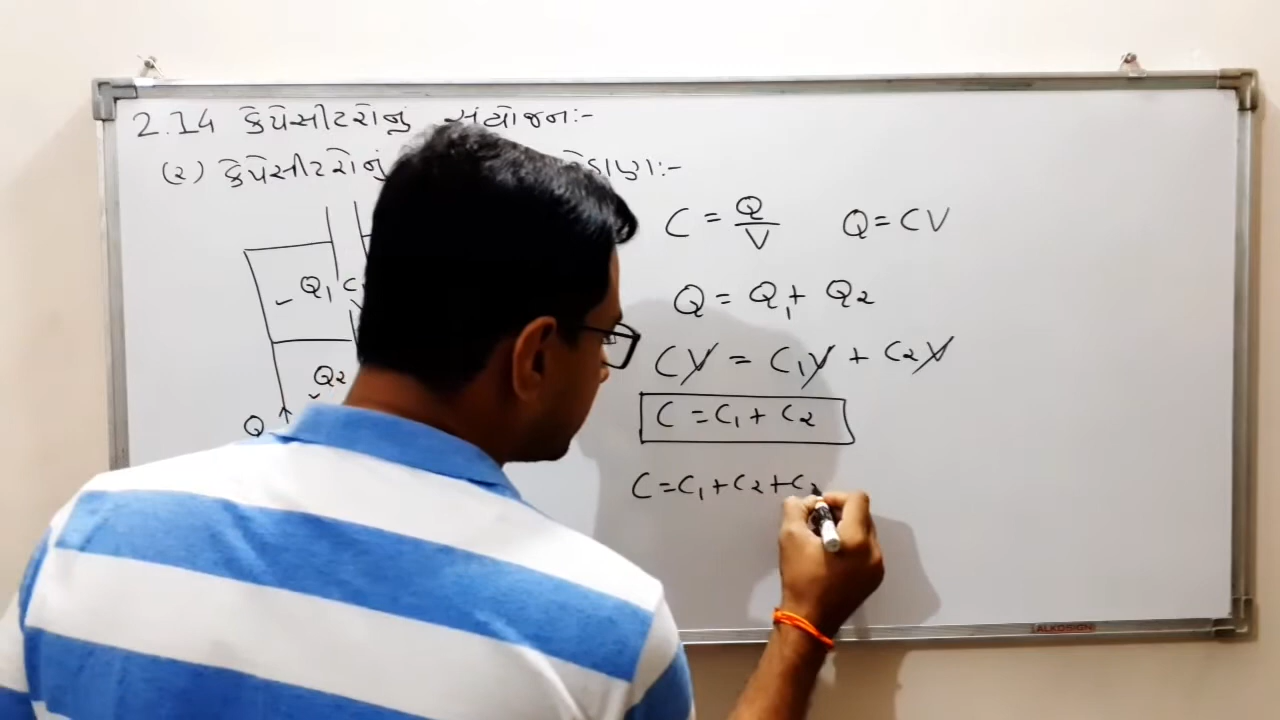 2.14 કેપેસીટરોનું સંયોજન:-
(૨) કેપેસીટરોનું જોડાણ:-
C = Q/V Q = CV
Q = Q₁ + Q₂
CV = C₁V + C₂V
C = C₁ + C₂
C = C₁ + C₂ + C₃
Q₁ C
Q₂
Q
ALKOSIGN